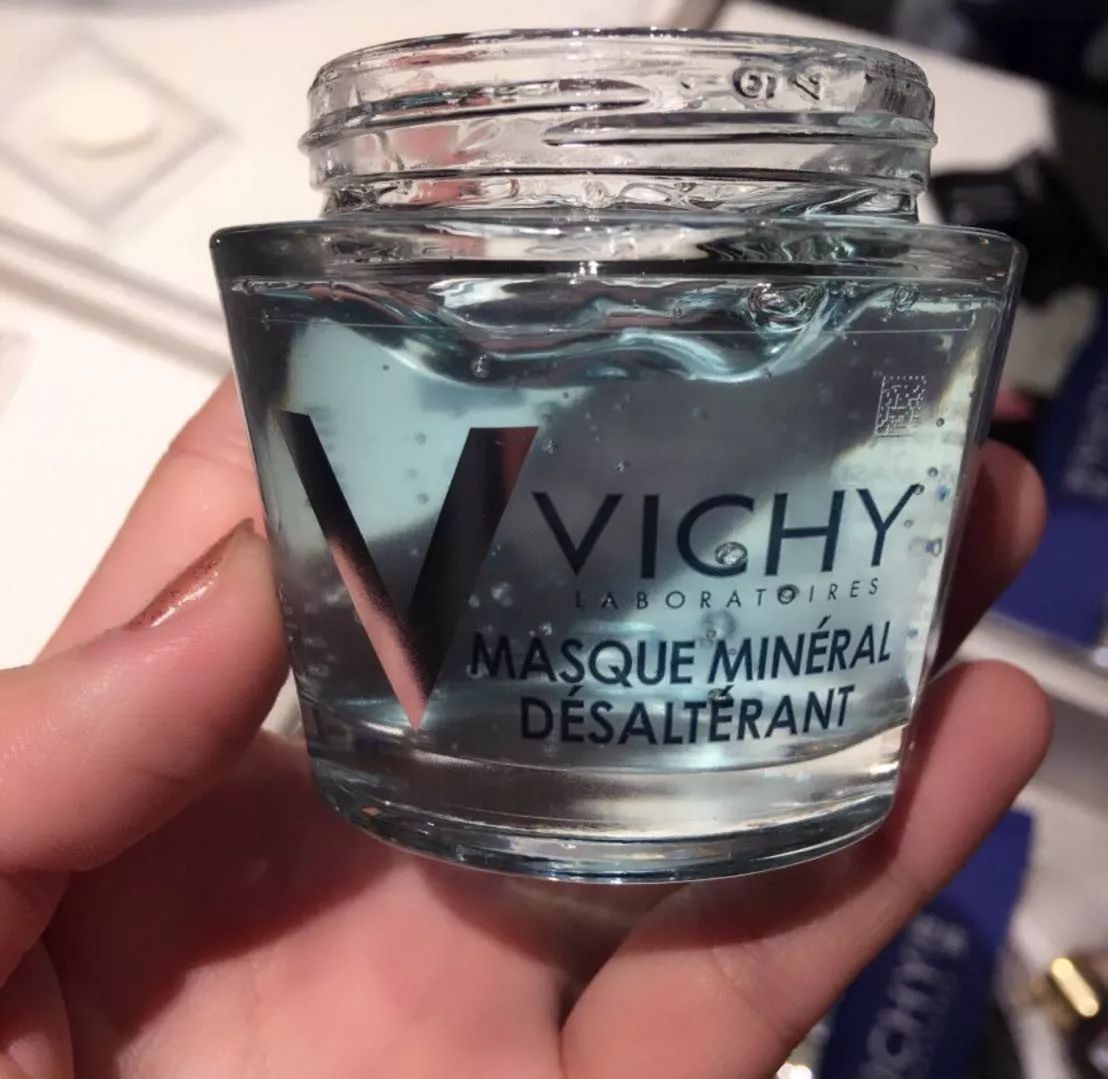 VICHY
LABORATOIRES
MASQUE MINÉRAL
DÉSALTÉRANT